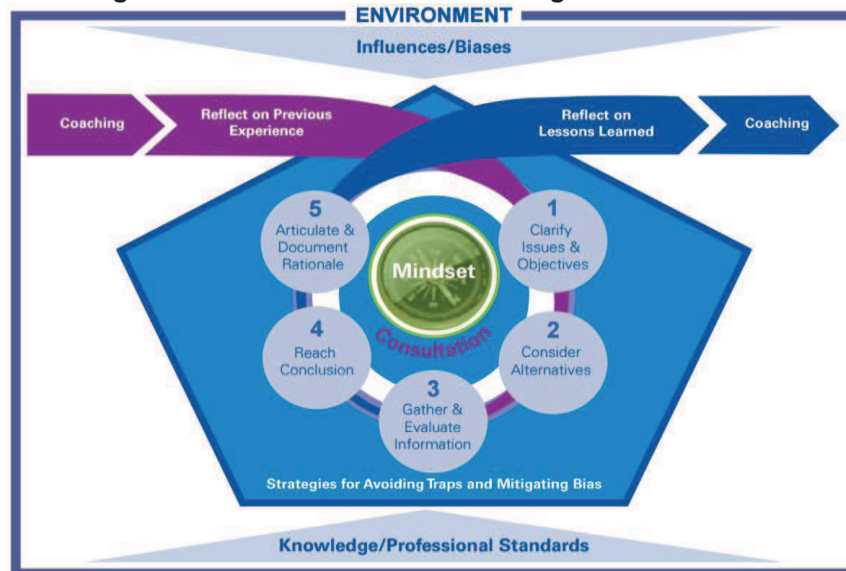 ENVIRONMENT
Influences/Biases
Coaching
Reflect on Previous
Experience
Reflect on
Lessons Learned
Coaching
5
Articulate &
Document
Rationale
1
Clarify
Issues &
Objectives
Mindset
Consultation
4
Reach
Conclusion
2
Consider
Alternatives
3
Gather &
Evaluate
Information
Strategies for Avoiding Traps and Mitigating Bias
Knowledge/Professional Standards